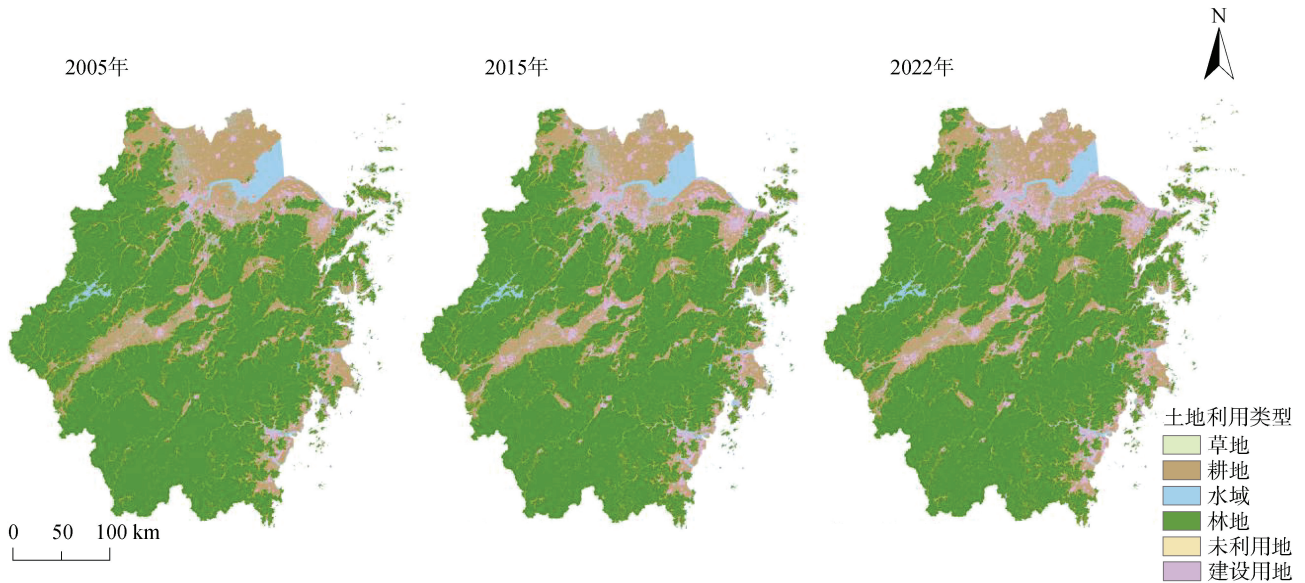 N
2005年
2015年
2022年
土地利用类型
草地
耕地
水域
林地
未利用地
建设用地
0 50 100 km